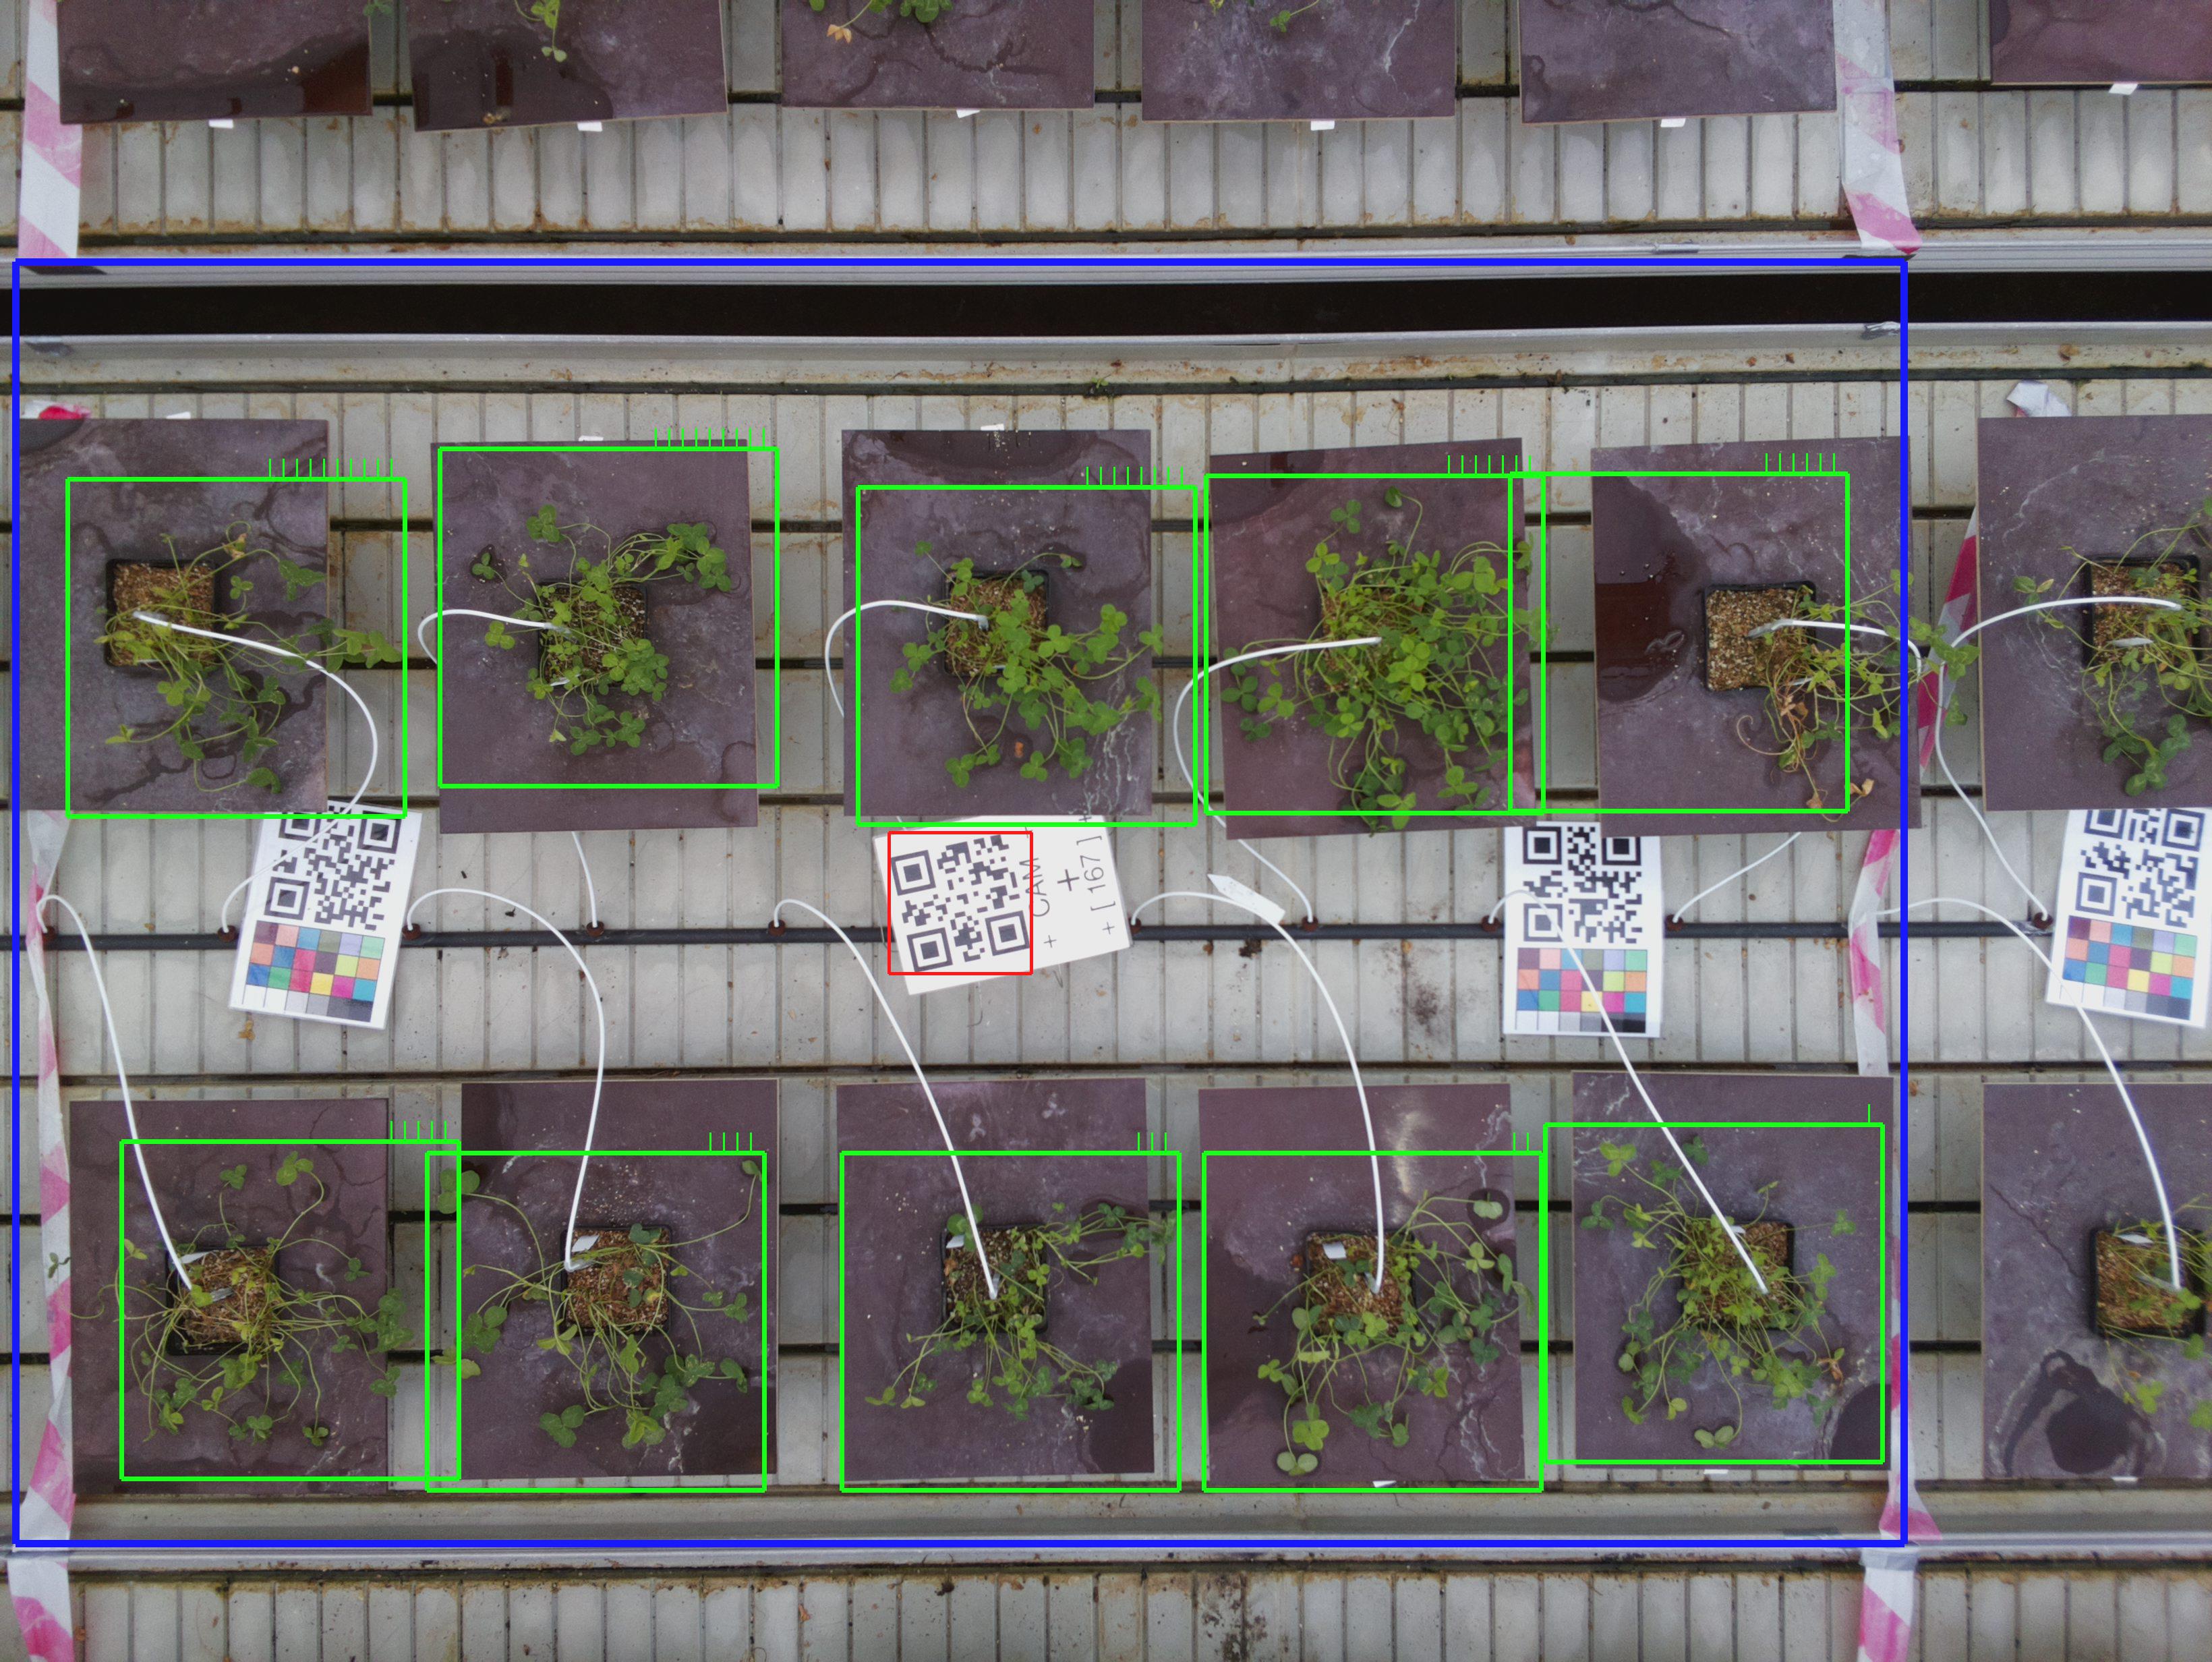 CAM
+
+ [ 167 ] +
+